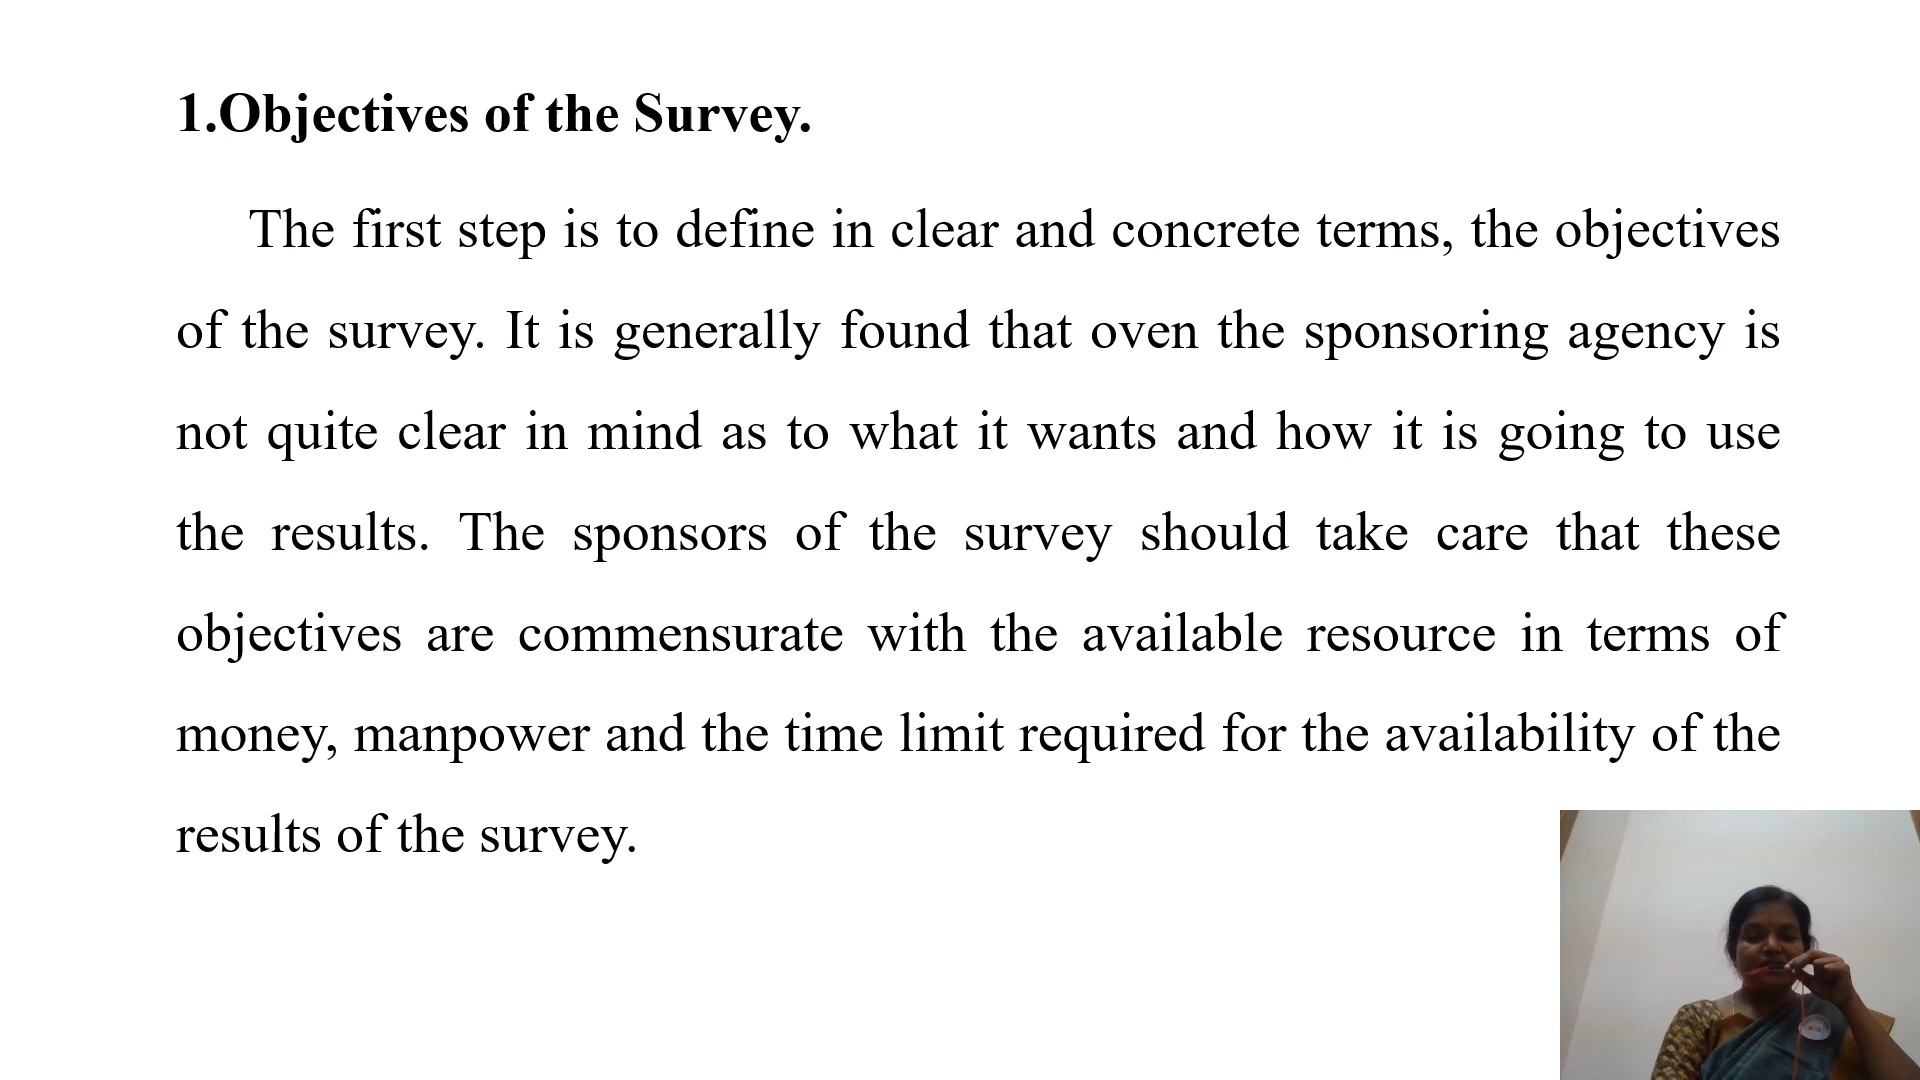 1.Objectives of the Survey.
The first step is to define in clear and concrete terms, the objectives
of the survey. It is generally found that oven the sponsoring agency is
not quite clear in mind as to what it wants and how it is going to use
the results. The sponsors of the survey should take care that these
objectives are commensurate with the available resource in terms of
money, manpower and the time limit required for the availability of the
results of the survey.